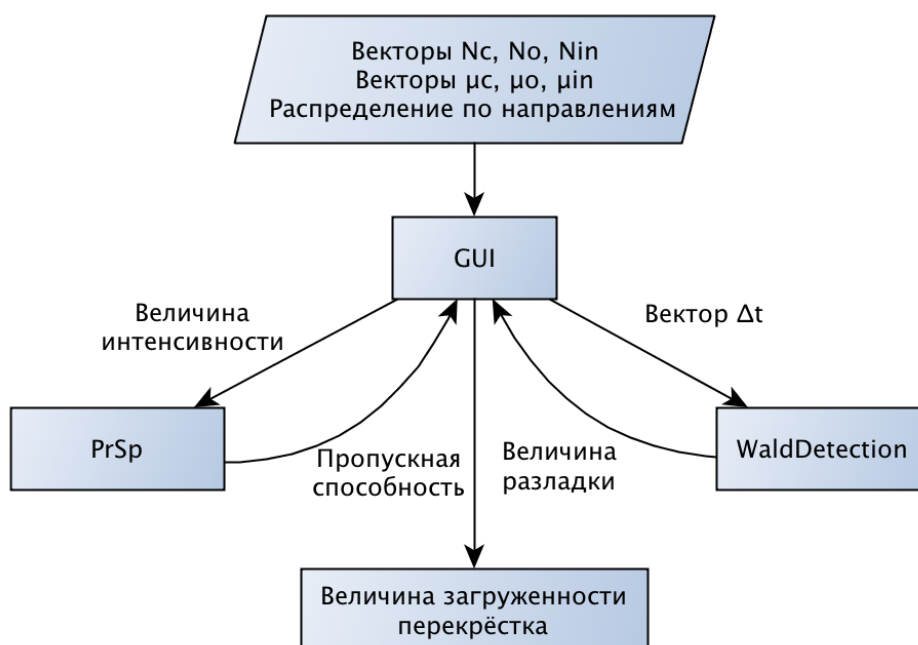 Векторы Nc, No, Nin
Векторы µc, µo, µin
Распределение по направлениям
GUI
Величина
интенсивности
Вектор Δt
PrSp
Пропускная
способность
Величина
разладки
WaldDetection
Величина загруженности
перекрёстка